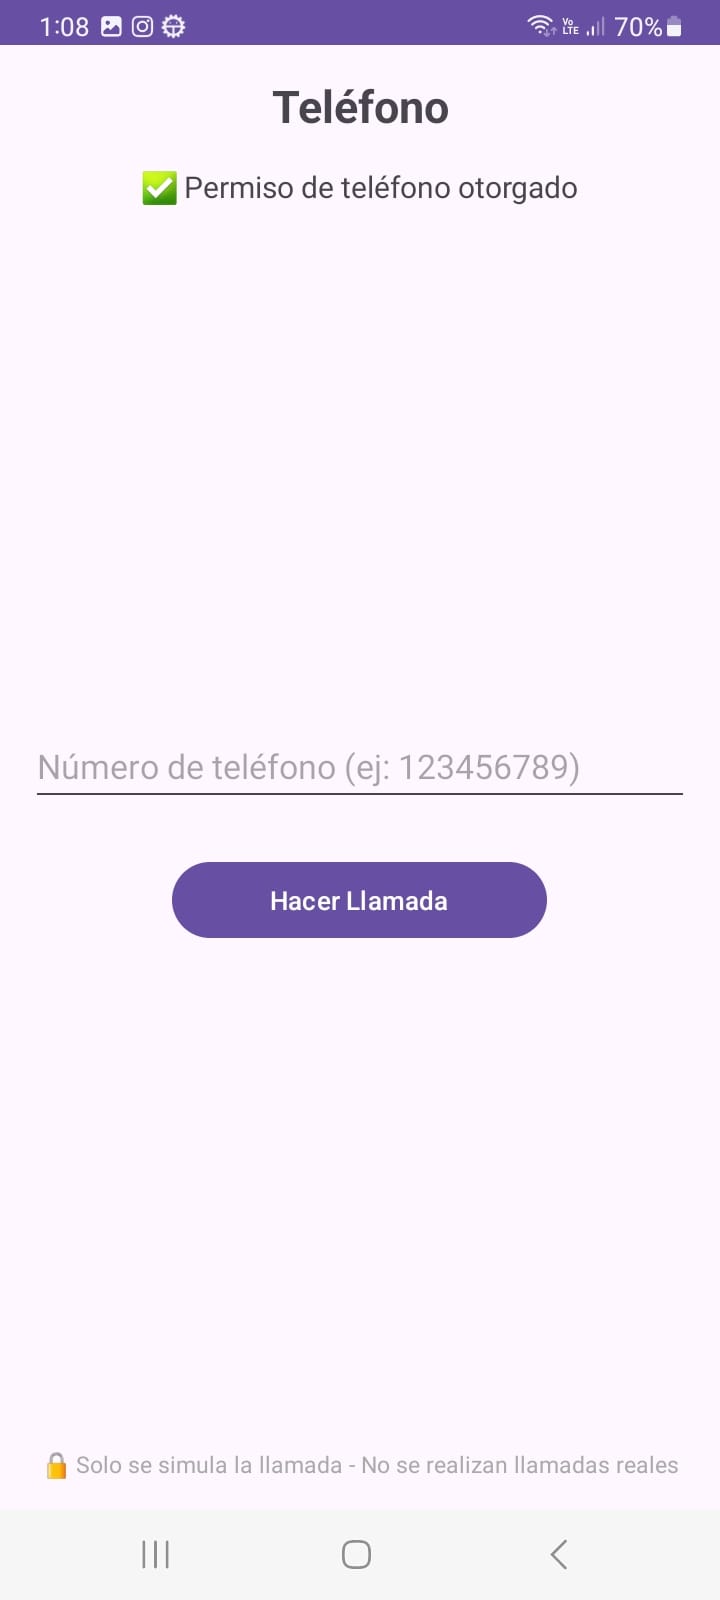 1:08
Vo LTE
70%
Teléfono
✅ Permiso de teléfono otorgado
Número de teléfono (ej: 123456789)
Hacer Llamada
🔒 Solo se simula la llamada - No se realizan llamadas reales